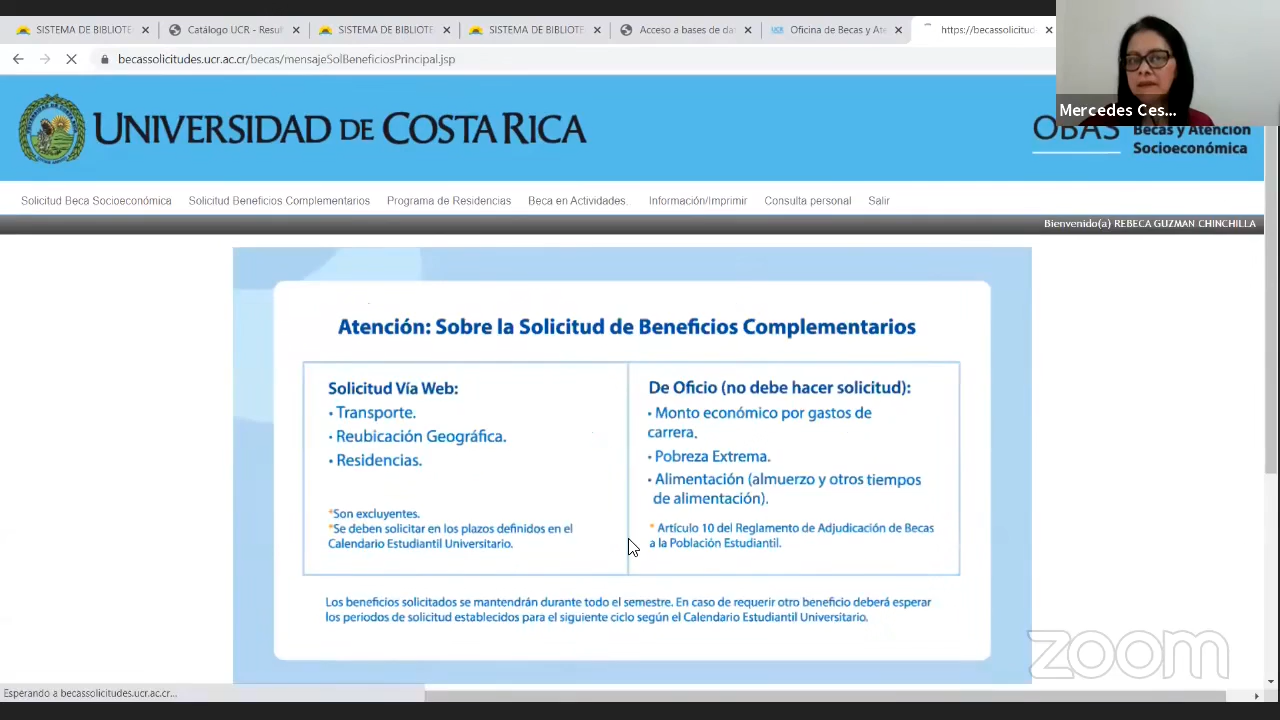 SISTEMA DE BIBLIOTE
Catálogo UCR - Resul
SISTEMA DE BIBLIOTE
SISTEMA DE BIBLIOTE
Acceso a bases de da
Oficina de Becas y Ate
https://becassolicitud
becassolicitudes.ucr.ac.cr/becas/mensajeSolBeneficiosPrincipal.jsp
Mercedes Ces...
UNIVERSIDAD DE COSTA RICA
OBAS
Becas y Atención
Socioeconómica
Solicitud Beca Socioeconómica
Solicitud Beneficios Complementarios
Programa de Residencias
Beca en Actividades.
Información/Imprimir
Consulta personal
Salir
Bienvenido(a) REBECA GUZMAN CHINCHILLA
Atención: Sobre la Solicitud de Beneficios Complementarios
Solicitud Vía Web:
• Transporte.
• Reubicación Geográfica.
• Residencias.
*Son excluyentes.
*Se deben solicitar en los plazos definidos en el
Calendario Estudiantil Universitario.
De Oficio (no debe hacer solicitud):
• Monto económico por gastos de
carrera.
• Pobreza Extrema.
• Alimentación (almuerzo y otros tiempos
de alimentación).
* Artículo 10 del Reglamento de Adjudicación de Becas
a la Población Estudiantil.
Los beneficios solicitados se mantendrán durante todo el semestre. En caso de requerir otro beneficio deberá esperar
los periodos de solicitud establecidos para el siguiente ciclo según el Calendario Estudiantil Universitario.
zoom
Esperando a becassolicitudes.ucr.ac.cr...